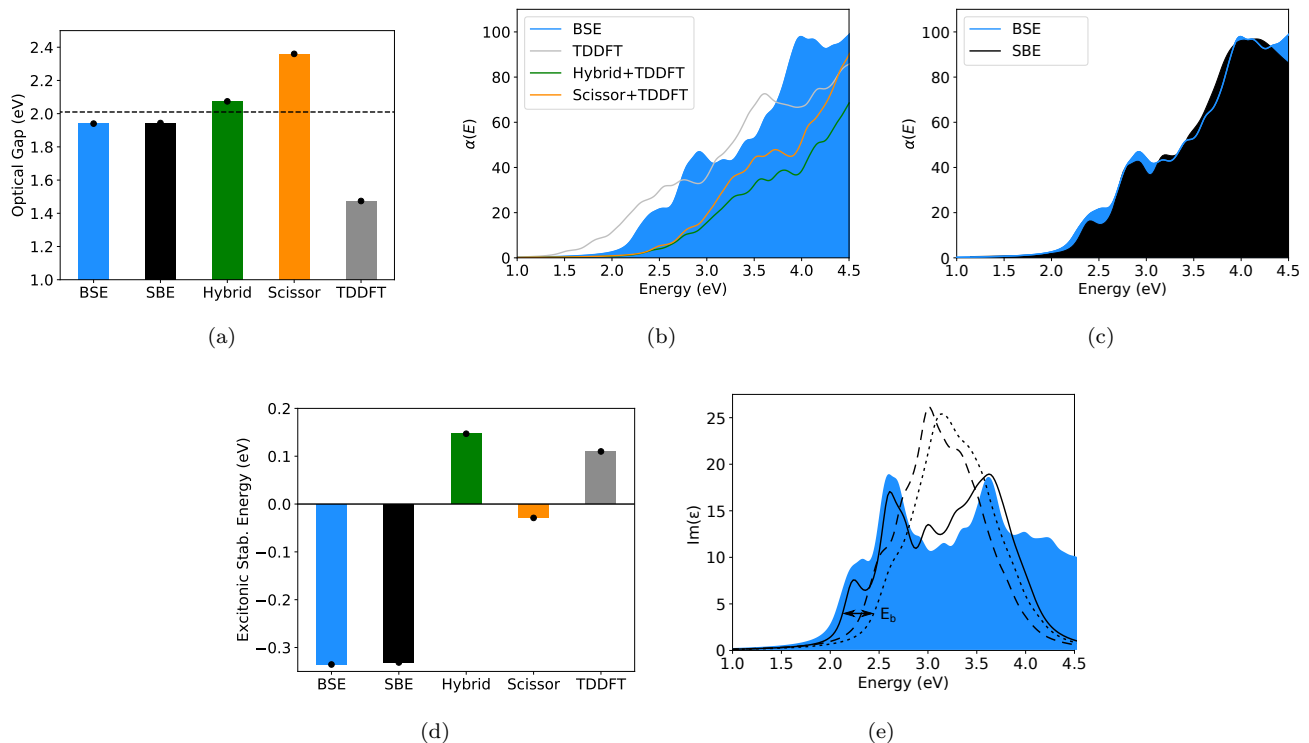 2.4
2.2
2.0
1.8
1.6
1.4
1.2
1.0
Optical Gap (eV)
BSE SBE Hybrid Scissor TDDFT
(a)
BSE
TDDFT
Hybrid+TDDFT
Scissor+TDDFT
100
80
60
40
20
0
α(E)
1.0 1.5 2.0 2.5 3.0 3.5 4.0 4.5
Energy (eV)
(b)
BSE
SBE
100
80
60
40
20
0
α(E)
1.0 1.5 2.0 2.5 3.0 3.5 4.0 4.5
Energy (eV)
(c)
0.2
0.1
0.0
−0.1
−0.2
−0.3
Excitonic Stab. Energy (eV)
BSE SBE Hybrid Scissor TDDFT
(d)
25
20
15
10
5
0
Im(ε)
E_b
1.0 1.5 2.0 2.5 3.0 3.5 4.0 4.5
Energy (eV)
(e)